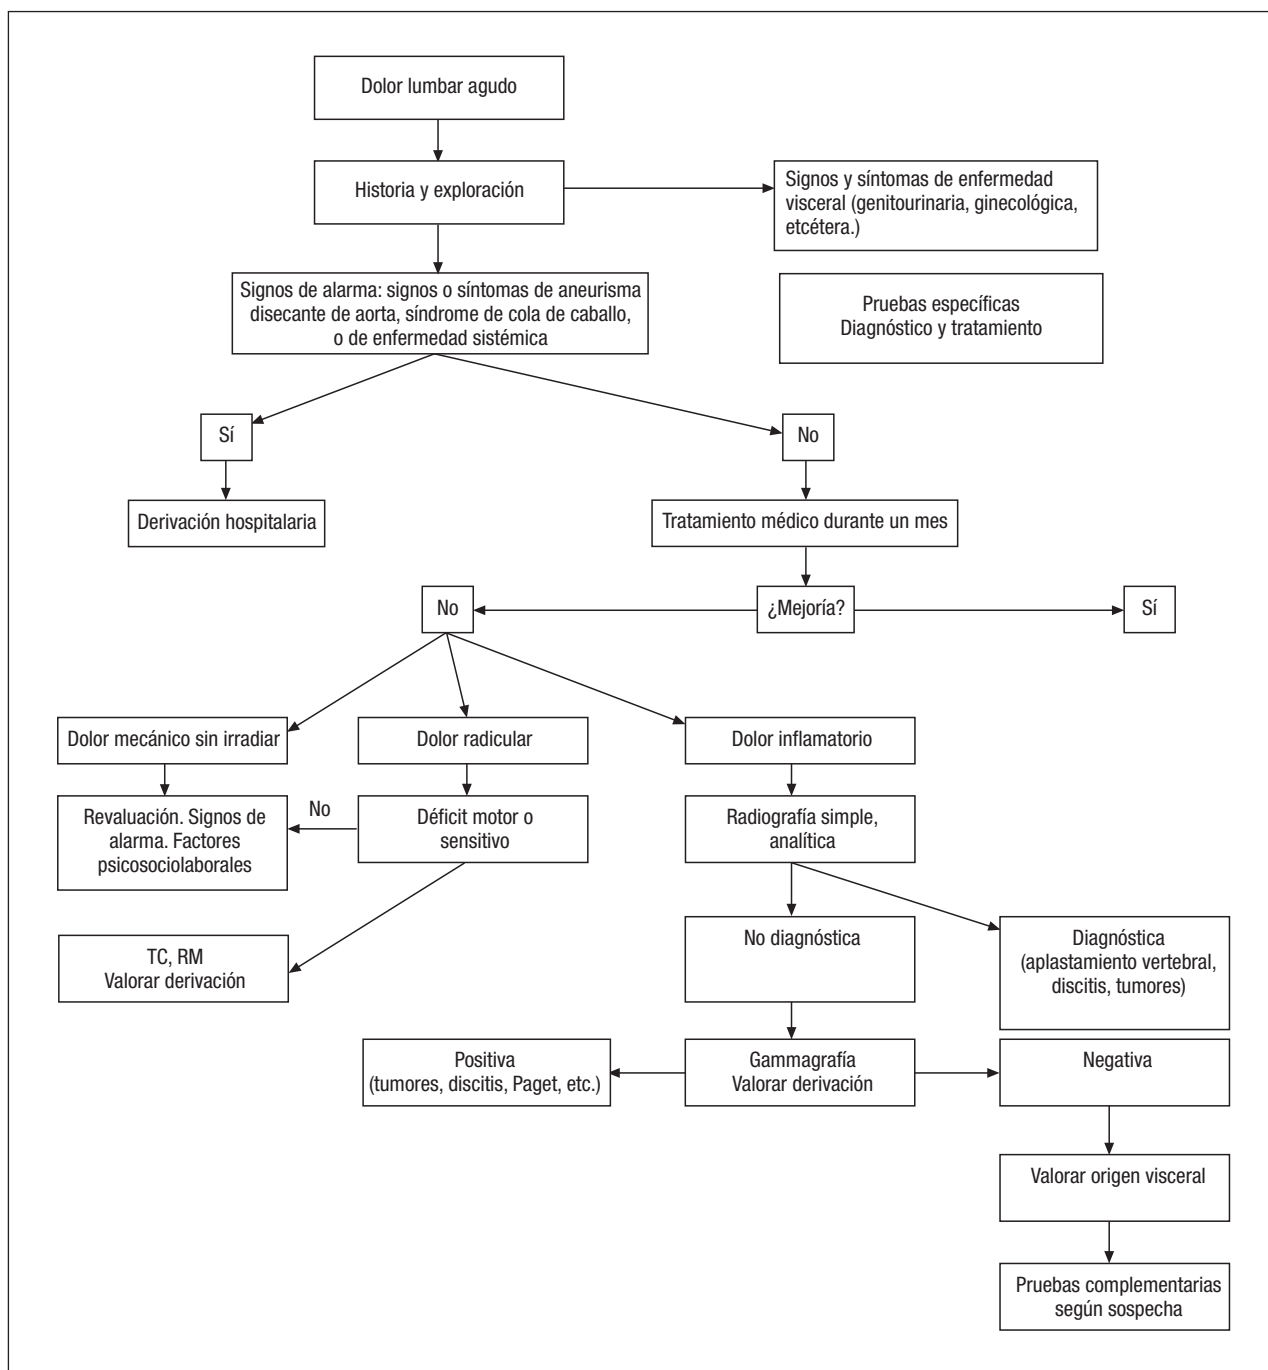 Dolor lumbar agudo
Historia y exploración
Signos y síntomas de enfermedad
visceral (genitourinaria, ginecológica,
etcétera.)
Signos de alarma: signos o síntomas de aneurisma
disecante de aorta, síndrome de cola de caballo,
o de enfermedad sistémica
Pruebas específicas
Diagnóstico y tratamiento
Sí
No
Derivación hospitalaria
Tratamiento médico durante un mes
No
¿Mejoría?
Sí
Dolor mecánico sin irradiar
Dolor radicular
Dolor inflamatorio
Revaluación. Signos de
alarma. Factores
psicosociolaborales
No
Déficit motor o
sensitivo
Radiografía simple,
analítica
TC, RM
Valorar derivación
No diagnóstica
Diagnóstica
(aplastamiento vertebral,
discitis, tumores)
Positiva
(tumores, discitis, Paget, etc.)
Gammagrafía
Valorar derivación
Negativa
Valorar origen visceral
Pruebas complementarias
según sospecha